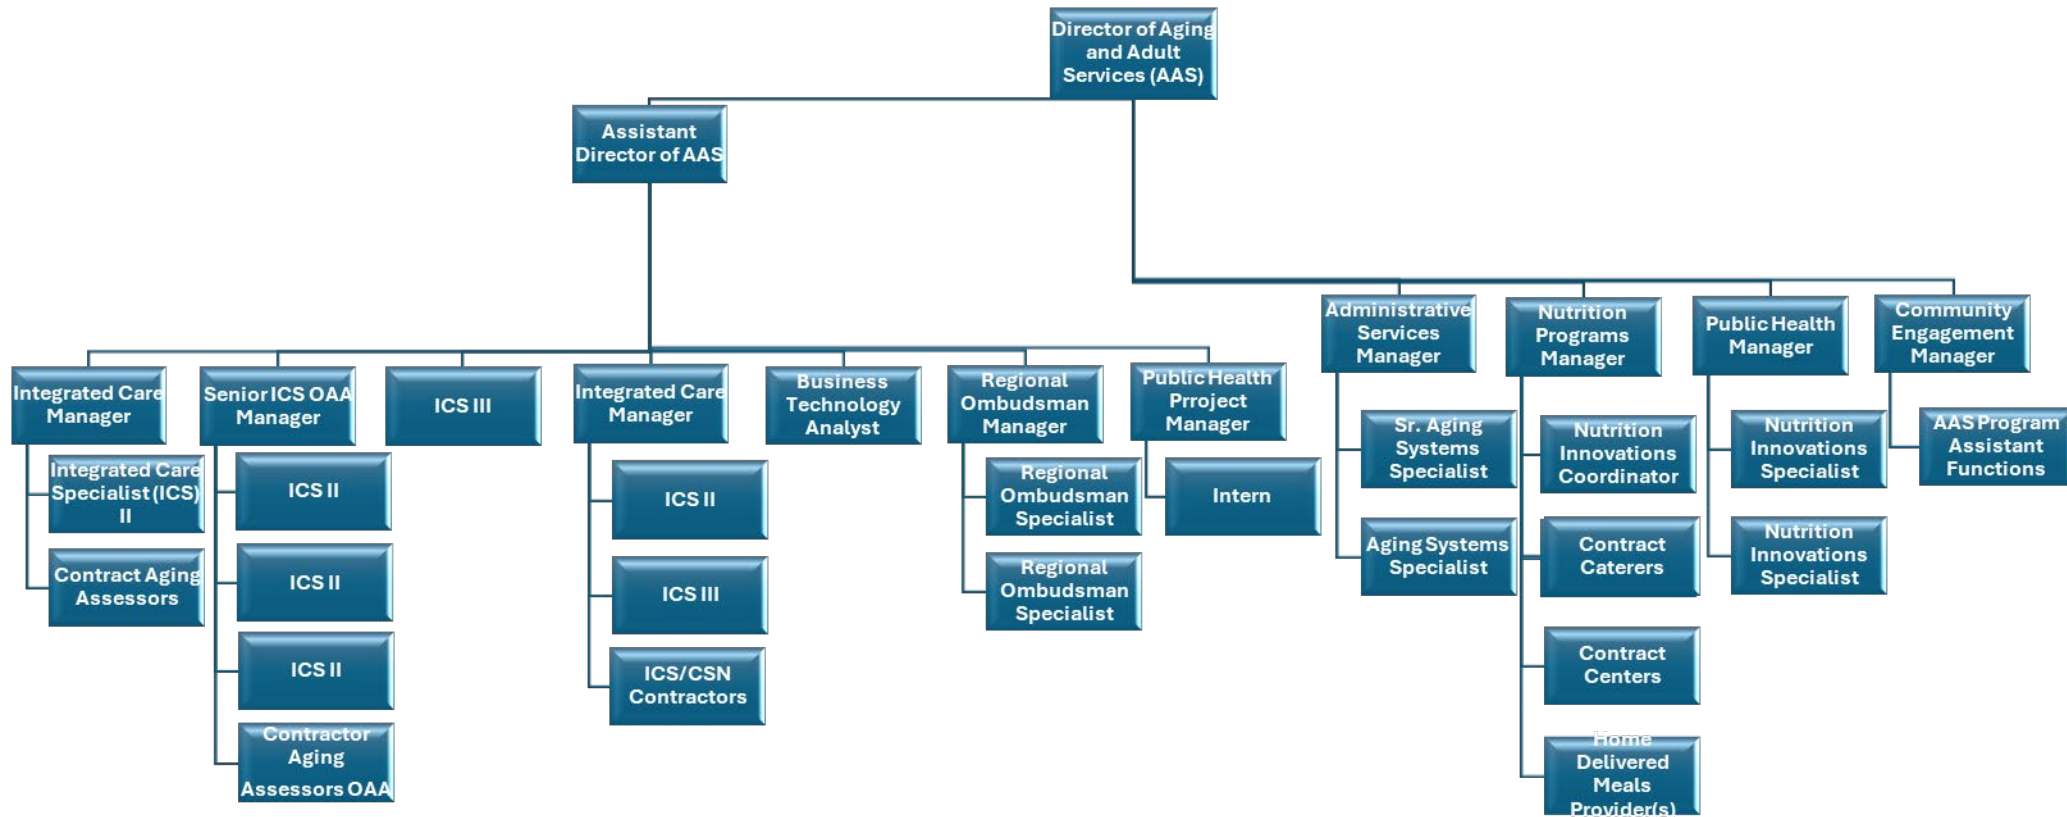 Director of Aging
and Adult
Services (AAS)
Assistant
Director of AAS
Administrative
Services
Manager
Nutrition
Programs
Manager
Public Health
Manager
Community
Engagement
Manager
Integrated Care
Manager
Senior ICS OAA
Manager
ICS III
Integrated Care
Manager
Business
Technology
Analyst
Regional
Ombudsman
Manager
Public Health
Prroject
Manager
Integrated Care
Specialist (ICS)
II
Contract Aging
Assessors
ICS II
ICS II
ICS II
Contractor
Aging
Assessors OAA
ICS II
ICS III
ICS/CSN
Contractors
Regional
Ombudsman
Specialist
Regional
Ombudsman
Specialist
Intern
Sr. Aging
Systems
Specialist
Aging Systems
Specialist
Nutrition
Innovations
Coordinator
Contract
Caterers
Contract
Centers
Home
Delivered
Meals
Provider(s)
Nutrition
Innovations
Specialist
Nutrition
Innovations
Specialist
AAS Program
Assistant
Functions